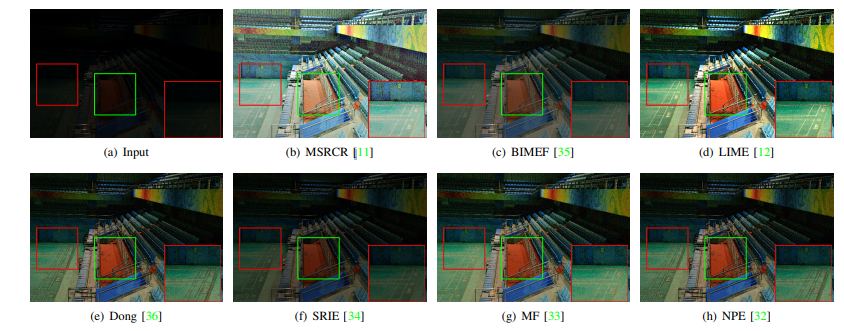 (a) Input
(b) MSRCR [11]
(c) BIMEF [35]
(d) LIME [12]
(e) Dong [36]
(f) SRIE [34]
(g) MF [33]
(h) NPE [32]